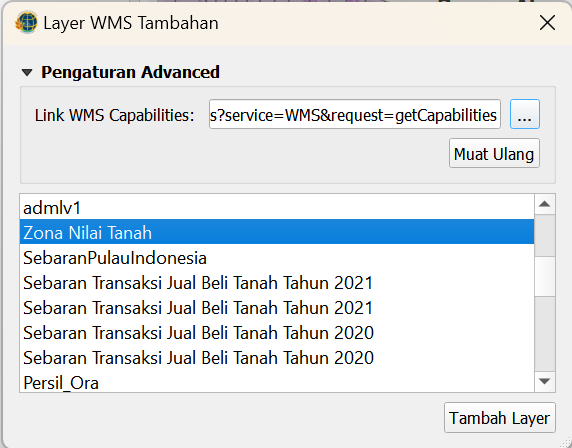 Layer WMS Tambahan
Pengaturan Advanced
Link WMS Capabilities: s?service=WMS&request=getCapabilities ...
Muat Ulang
admlv1
Zona Nilai Tanah
SebaranPulauIndonesia
Sebaran Transaksi Jual Beli Tanah Tahun 2021
Sebaran Transaksi Jual Beli Tanah Tahun 2021
Sebaran Transaksi Jual Beli Tanah Tahun 2020
Sebaran Transaksi Jual Beli Tanah Tahun 2020
Persil_Ora
Tambah Layer